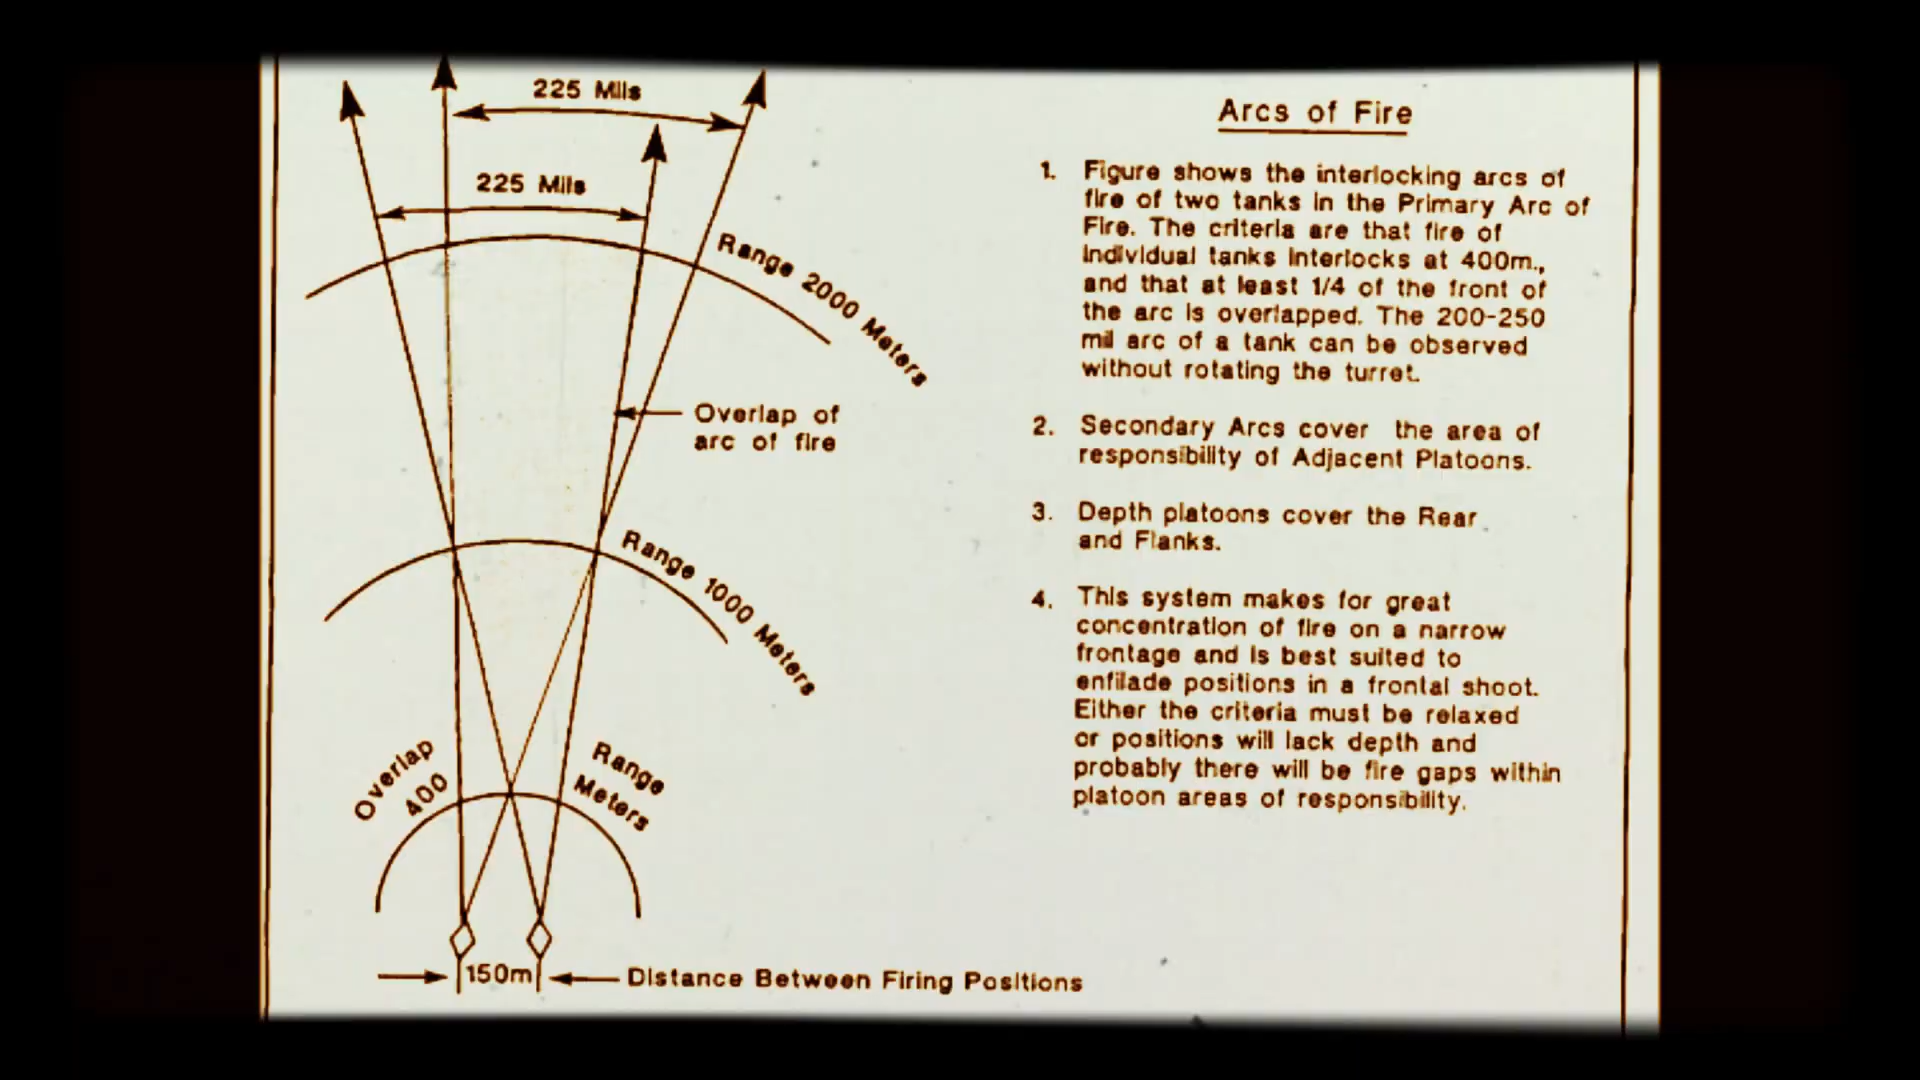 225 Mils
225 Mils
Range 2000 Meters
Overlap of
arc of fire
Range 1000 Meters
Overlap
400
Range
Meters
150m
Distance Between Firing Positions
Arcs of Fire
1. Figure shows the interlocking arcs of
fire of two tanks in the Primary Arc of
Fire. The criteria are that fire of
individual tanks interlocks at 400m.,
and that at least 1/4 of the front of
the arc is overlapped. The 200-250
mil arc of a tank can be observed
without rotating the turret.
2. Secondary Arcs cover the area of
responsibility of Adjacent Platoons.
3. Depth platoons cover the Rear
and Flanks.
4. This system makes for great
concentration of fire on a narrow
frontage and is best suited to
enfilade positions in a frontal shoot.
Either the criteria must be relaxed
or positions will lack depth and
probably there will be fire gaps within
platoon areas of responsibility.